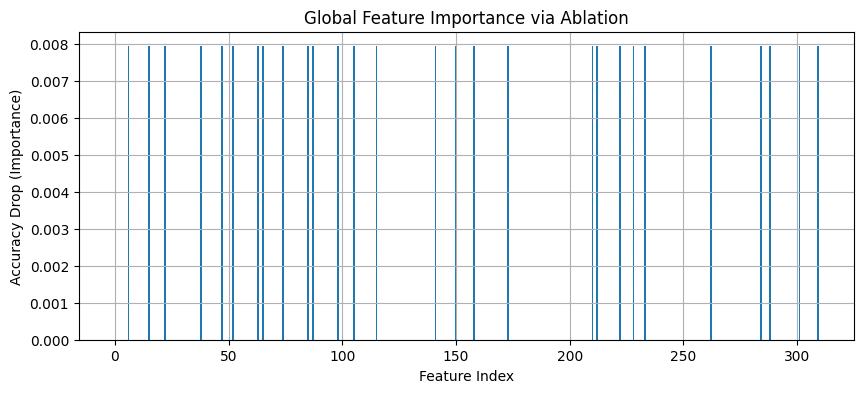 Global Feature Importance via Ablation
Accuracy Drop (Importance)
0.008
0.007
0.006
0.005
0.004
0.003
0.002
0.001
0.000
0 50 100 150 200 250 300
Feature Index